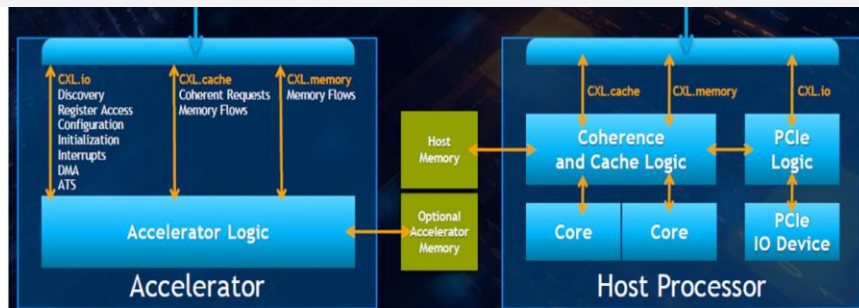 CXL.io
Discovery
Register Access
Configuration
Initialization
Interrupts
DMA
ATS
CXL.cache
Coherent Requests
Memory Flows
CXL.memory
Memory Flows
Accelerator Logic
Accelerator
Host
Memory
Optional
Accelerator
Memory
CXL.cache
CXL.memory
CXL.io
Coherence
and Cache Logic
PCIe
Logic
Core
Core
PCIe
IO Device
Host Processor